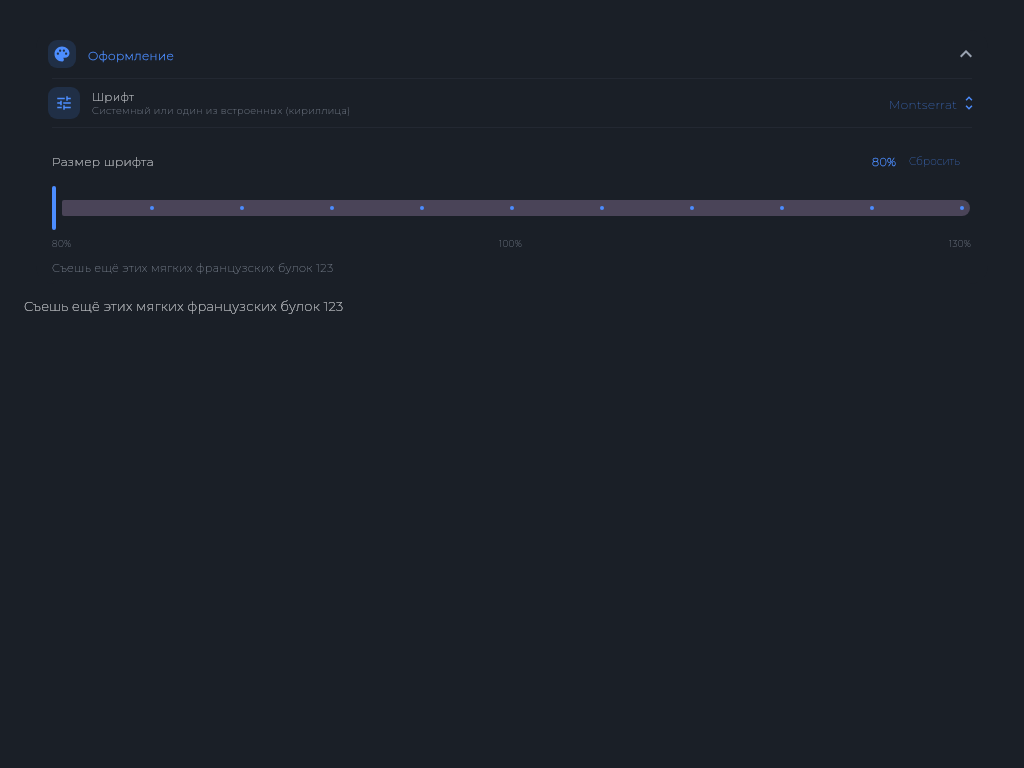 Оформление
Шрифт
Системный или один из встроенных (кириллица)
Montserrat
Размер шрифта
80%
Сбросить
80%
100%
130%
Съешь ещё этих мягких французских булок 123
Съешь ещё этих мягких французских булок 123